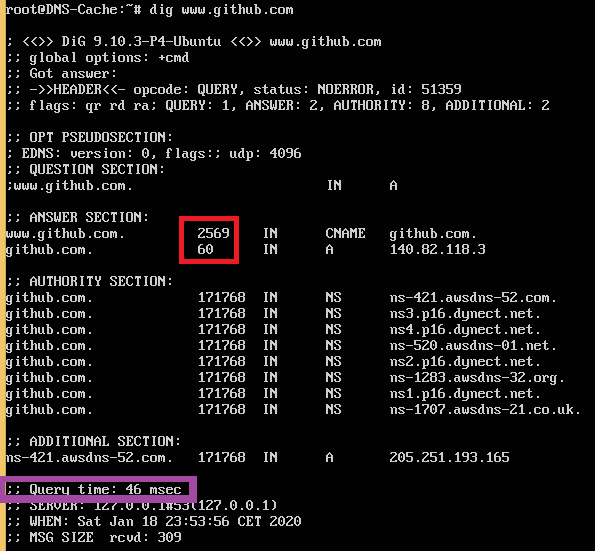 root@DNS-Cache:~# dig www.github.com
; <<>> DiG 9.10.3-P4-Ubuntu <<>> www.github.com
;; global options: +cmd
;; Got answer:
;; ->>HEADER<<- opcode: QUERY, status: NOERROR, id: 51359
;; flags: qr rd ra; QUERY: 1, ANSWER: 2, AUTHORITY: 8, ADDITIONAL: 2
;; OPT PSEUDOSECTION:
; EDNS: version: 0, flags:; udp: 4096
;; QUESTION SECTION:
;www.github.com. IN A
;; ANSWER SECTION:
www.github.com. 2569 IN CNAME github.com.
github.com. 60 IN A 140.82.118.3
;; AUTHORITY SECTION:
github.com. 171768 IN NS ns-421.awsdns-52.com.
github.com. 171768 IN NS ns3.p16.dynect.net.
github.com. 171768 IN NS ns4.p16.dynect.net.
github.com. 171768 IN NS ns-520.awsdns-01.net.
github.com. 171768 IN NS ns2.p16.dynect.net.
github.com. 171768 IN NS ns-1283.awsdns-32.org.
github.com. 171768 IN NS ns1.p16.dynect.net.
github.com. 171768 IN NS ns-1707.awsdns-21.co.uk.
;; ADDITIONAL SECTION:
ns-421.awsdns-52.com. 171768 IN A 205.251.193.165
;; Query time: 46 msec
;; SERVER: 127.0.0.1#53(127.0.0.1)
;; WHEN: Sat Jan 18 23:53:56 CET 2020
;; MSG SIZE rcvd: 309